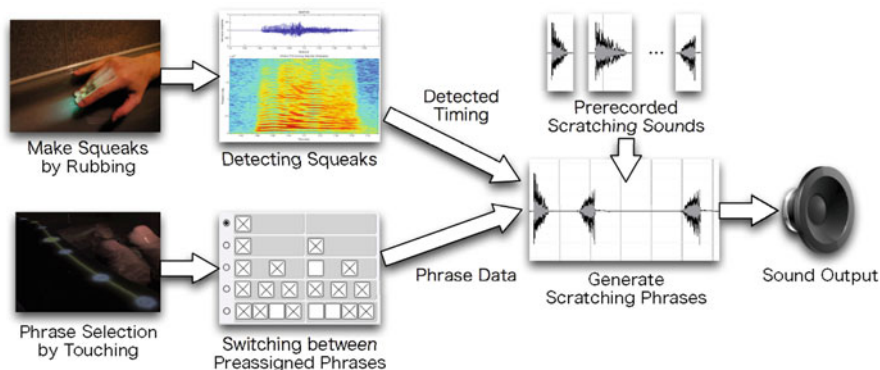 Make Squeaks
by Rubbing
Detecting Squeaks
Detected
Timing
...
Prerecorded
Scratching Sounds
Phrase Selection
by Touching
Switching between
Preassigned Phrases
Phrase Data
Generate
Scratching Phrases
Sound Output